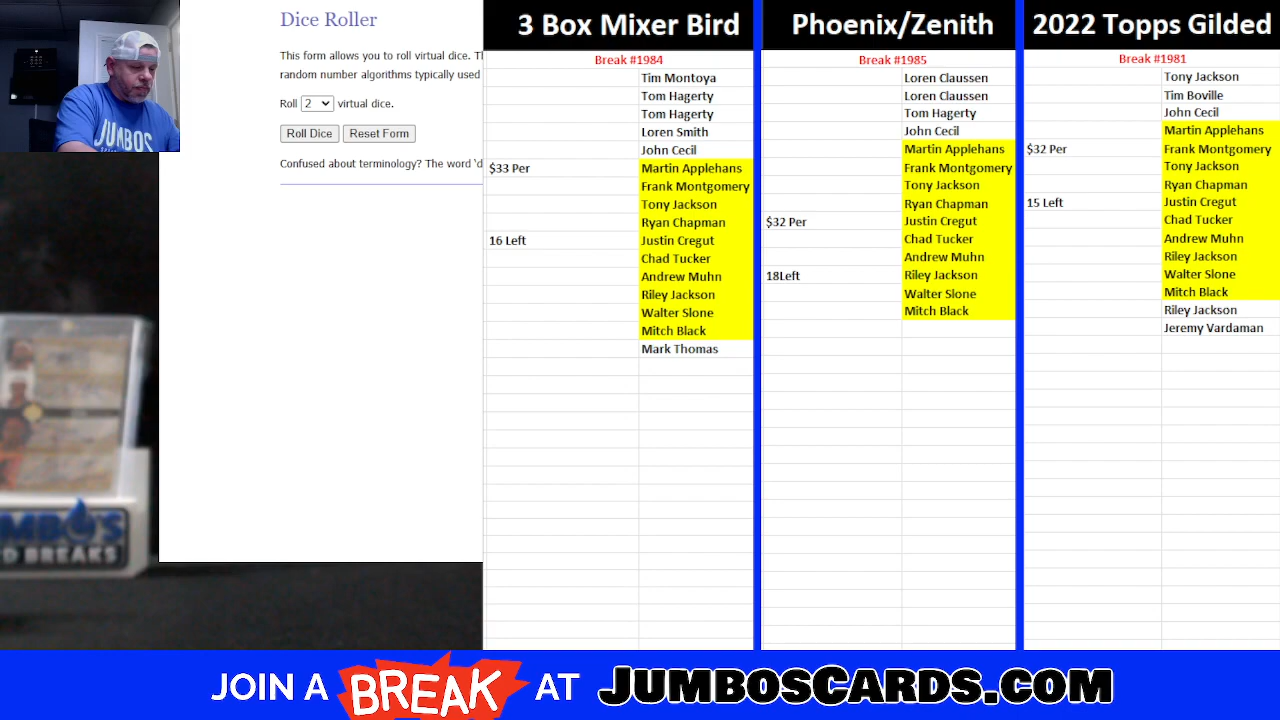 Dice Roller
This form allows you to roll virtual dice. T
random number algorithms typically used
Roll 2 virtual dice.
Roll Dice Reset Form
Confused about terminology? The word 'd
3 Box Mixer Bird
Break #1984
Tim Montoya
Tom Hagerty
Tom Hagerty
Loren Smith
John Cecil
$33 Per Martin Applehans
Frank Montgomery
Tony Jackson
Ryan Chapman
16 Left Justin Cregut
Chad Tucker
Andrew Muhn
Riley Jackson
Walter Slone
Mitch Black
Mark Thomas
Phoenix/Zenith
Break #1985
Loren Claussen
Loren Claussen
Tom Hagerty
John Cecil
Martin Applehans
Frank Montgomery
Tony Jackson
Ryan Chapman
$32 Per Justin Cregut
Chad Tucker
Andrew Muhn
18Left Riley Jackson
Walter Slone
Mitch Black
2022 Topps Gilded
Break #1981
Tony Jackson
Tim Boville
John Cecil
Martin Applehans
$32 Per Frank Montgomery
Tony Jackson
Ryan Chapman
15 Left Justin Cregut
Chad Tucker
Andrew Muhn
Riley Jackson
Walter Slone
Mitch Black
Riley Jackson
Jeremy Vardaman
JUMBOS
MBO'S
D BREAKS
JOIN A BREAK AT JUMBOSCARDS.COM